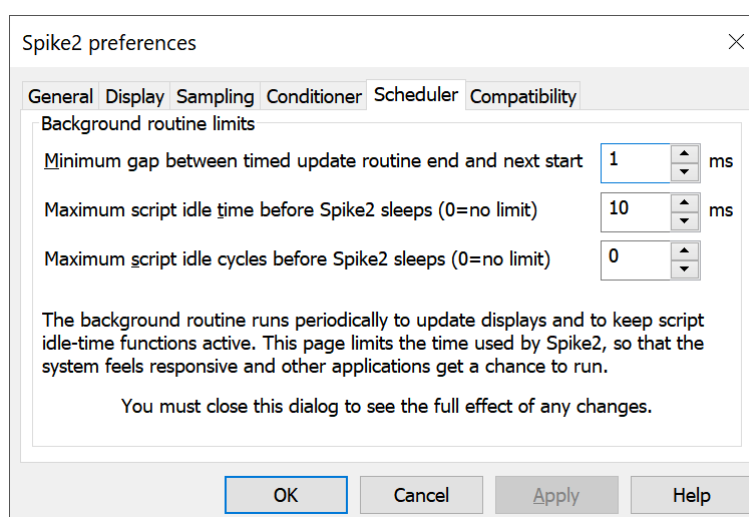 Spike2 preferences
General Display Sampling Conditioner Scheduler Compatibility
Background routine limits
Minimum gap between timed update routine end and next start 1 ms
Maximum script idle time before Spike2 sleeps (0=no limit) 10 ms
Maximum script idle cycles before Spike2 sleeps (0=no limit) 0
The background routine runs periodically to update displays and to keep script
idle-time functions active. This page limits the time used by Spike2, so that the
system feels responsive and other applications get a chance to run.
You must close this dialog to see the full effect of any changes.
OK Cancel Apply Help